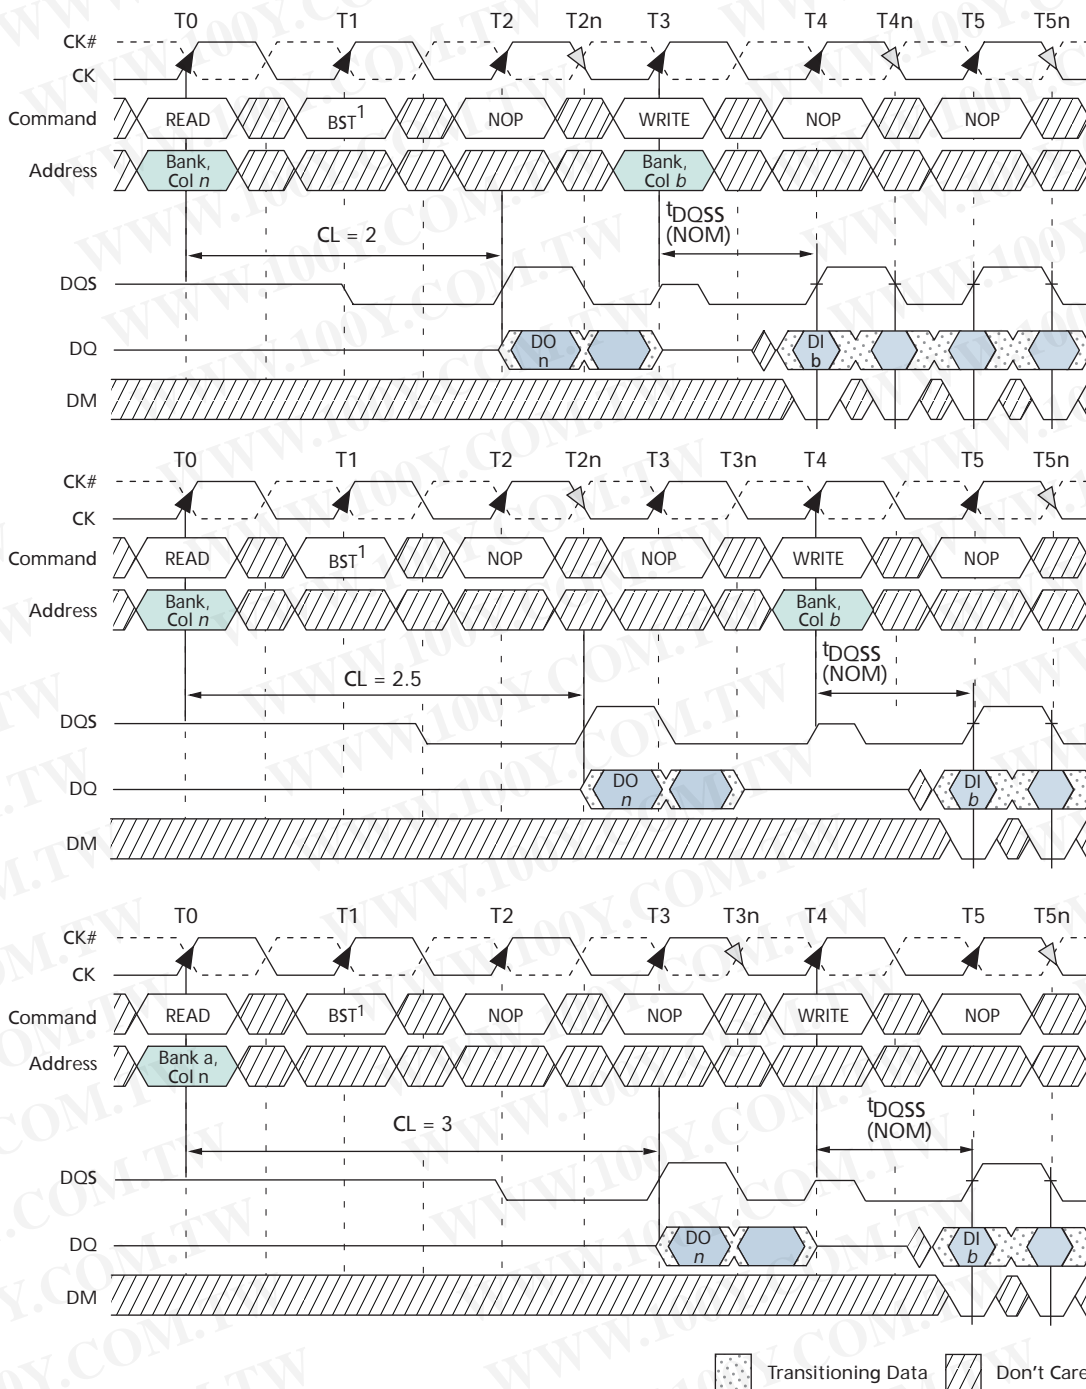 T0 T1 T2 T2n T3 T4 T4n T5 T5n
CK#
CK
Command READ BST1 NOP WRITE NOP NOP
Address Bank, Col n Bank, Col b
CL = 2 tDQSS (NOM)
DQS
DQ DO n DI b
DM
T0 T1 T2 T2n T3 T3n T4 T5 T5n
CK#
CK
Command READ BST1 NOP NOP WRITE NOP
Address Bank, Col n Bank, Col b
CL = 2.5 tDQSS (NOM)
DQS
DQ DO n DI b
DM
T0 T1 T2 T3 T3n T4 T5 T5n
CK#
CK
Command READ BST1 NOP NOP WRITE NOP
Address Bank a, Col n
CL = 3 tDQSS (NOM)
DQS
DQ DO n DI b
DM
Transitioning Data Don't Care
WWW.100Y.COM.TW